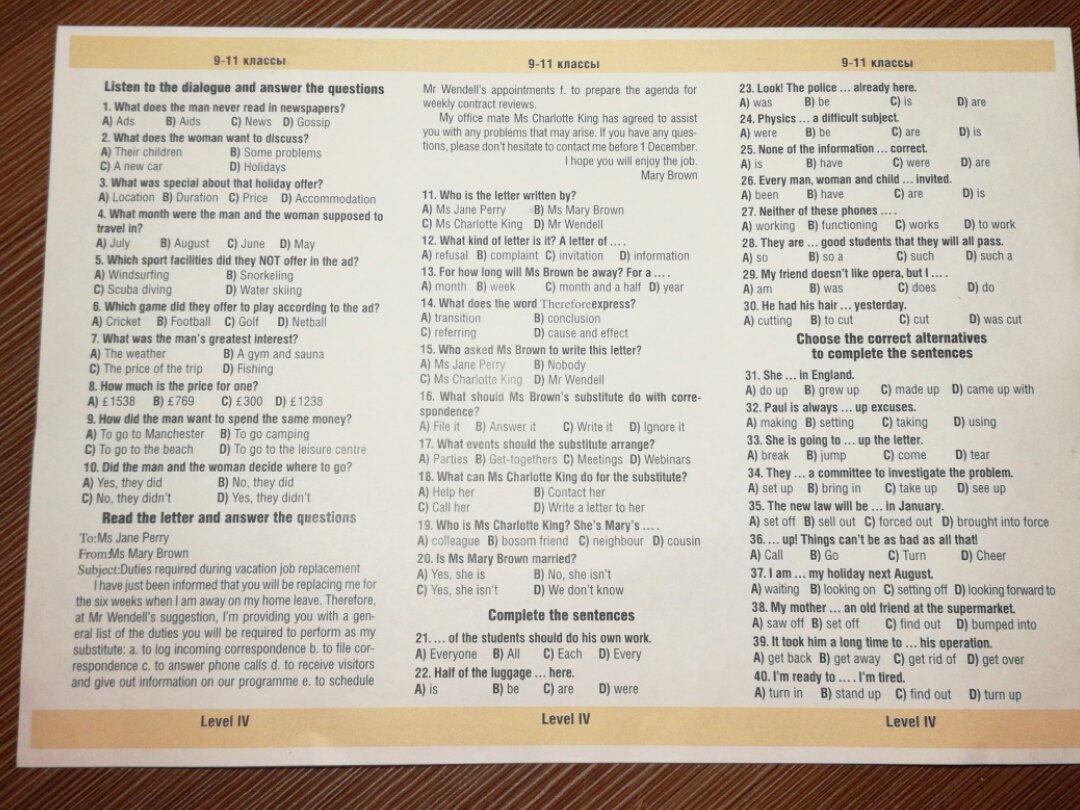 9-11 классы
Listen to the dialogue and answer the questions
1. What does the man never read in newspapers?
A) Ads B) Aids C) News D) Gossip
2. What does the woman want to discuss?
A) Their children B) Some problems
C) A new car D) Holidays
3. What was special about that holiday offer?
A) Location B) Duration C) Price D) Accommodation
4. What month were the man and the woman supposed to
travel in?
A) July B) August C) June D) May
5. Which sport facilities did they NOT offer in the ad?
A) Windsurfing B) Snorkeling
C) Scuba diving D) Water skiing
6. Which game did they offer to play according to the ad?
A) Cricket B) Football C) Golf D) Netball
7. What was the man's greatest interest?
A) The weather B) A gym and sauna
C) The price of the trip D) Fishing
8. How much is the price for one?
A) £1538 B) £769 C) £300 D) £1238
9. How did the man want to spend the same money?
A) To go to Manchester B) To go camping
C) To go to the beach D) To go to the leisure centre
10. Did the man and the woman decide where to go?
A) Yes, they did B) No, they did
C) No, they didn't D) Yes, they didn't
Read the letter and answer the questions
To:Ms Jane Perry
From:Ms Mary Brown
Subject:Duties required during vacation job replacement
I have just been informed that you will be replacing me for
the six weeks when I am away on my home leave. Therefore,
at Mr Wendell's suggestion, I'm providing you with a gen-
eral list of the duties you will be required to perform as my
substitute: a. to log incoming correspondence b. to file cor-
respondence c. to answer phone calls d. to receive visitors
and give out information on our programme e. to schedule
Level IV
9-11 классы
Mr Wendell's appointments f. to prepare the agenda for
weekly contract reviews.
My office mate Ms Charlotte King has agreed to assist
you with any problems that may arise. If you have any ques-
tions, please don't hesitate to contact me before 1 December.
I hope you will enjoy the job.
Mary Brown
11. Who is the letter written by?
A) Ms Jane Perry B) Ms Mary Brown
C) Ms Charlotte King D) Mr Wendell
12. What kind of letter is it? A letter of ... .
A) refusal B) complaint C) invitation D) information
13. For how long will Ms Brown be away? For a ... .
A) month B) week C) month and a half D) year
14. What does the word Thereforeexpress?
A) transition B) conclusion
C) referring D) cause and effect
15. Who asked Ms Brown to write this letter?
A) Ms Jane Perry B) Nobody
C) Ms Charlotte King D) Mr Wendell
16. What should Ms Brown's substitute do with corre-
spondence?
A) File it B) Answer it C) Write it D) Ignore it
17. What events should the substitute arrange?
A) Parties B) Get-togethers C) Meetings D) Webinars
18. What can Ms Charlotte King do for the substitute?
A) Help her B) Contact her
C) Call her D) Write a letter to her
19. Who is Ms Charlotte King? She's Mary's ... .
A) colleague B) bosom friend C) neighbour D) cousin
20. Is Ms Mary Brown married?
A) Yes, she is B) No, she isn't
C) Yes, she isn't D) We don't know
Complete the sentences
21. ... of the students should do his own work.
A) Everyone B) All C) Each D) Every
22. Half of the luggage ... here.
A) is B) be C) are D) were
Level IV
9-11 классы
23. Look! The police ... already here.
A) was B) be C) is D) are
24. Physics ... a difficult subject.
A) were B) be C) are D) is
25. None of the information ... correct.
A) is B) have C) were D) are
26. Every man, woman and child ... invited.
A) been B) have C) are D) is
27. Neither of these phones ... .
A) working B) functioning C) works D) to work
28. They are ... good students that they will all pass.
A) so B) so a C) such D) such a
29. My friend doesn't like opera, but I ... .
A) am B) was C) does D) do
30. He had his hair ... yesterday.
A) cutting B) to cut C) cut D) was cut
Choose the correct alternatives
to complete the sentences
31. She ... in England.
A) do up B) grew up C) made up D) came up with
32. Paul is always ... up excuses.
A) making B) setting C) taking D) using
33. She is going to ... up the letter.
A) break B) jump C) come D) tear
34. They ... a committee to investigate the problem.
A) set up B) bring in C) take up D) see up
35. The new law will be ... in January.
A) set off B) sell out C) forced out D) brought into force
36. ... up! Things can't be as bad as all that!
A) Call B) Go C) Turn D) Cheer
37. I am ... my holiday next August.
A) waiting B) looking on C) setting off D) looking forward to
38. My mother ... an old friend at the supermarket.
A) saw off B) set off C) find out D) bumped into
39. It took him a long time to ... his operation.
A) get back B) get away C) get rid of D) get over
40. I'm ready to ... . I'm tired.
A) turn in B) stand up C) find out D) turn up
Level IV